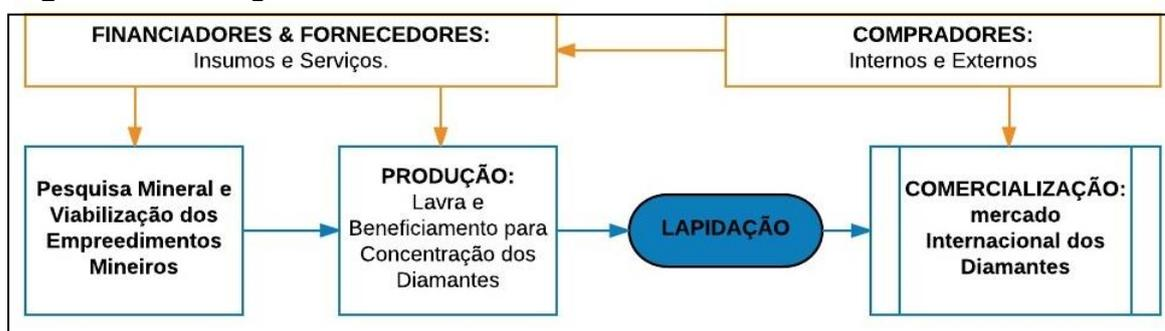 FINANCIADORES & FORNECEDORES:
Insumos e Serviços.
COMPRADORES:
Internos e Externos
Pesquisa Mineral e
Viabilização dos
Empreedimentos
Mineiros
PRODUÇÃO:
Lavra e
Beneficiamento para
Concentração dos
Diamantes
LAPIDAÇÃO
COMERCIALIZAÇÃO:
mercado
Internacional dos
Diamantes